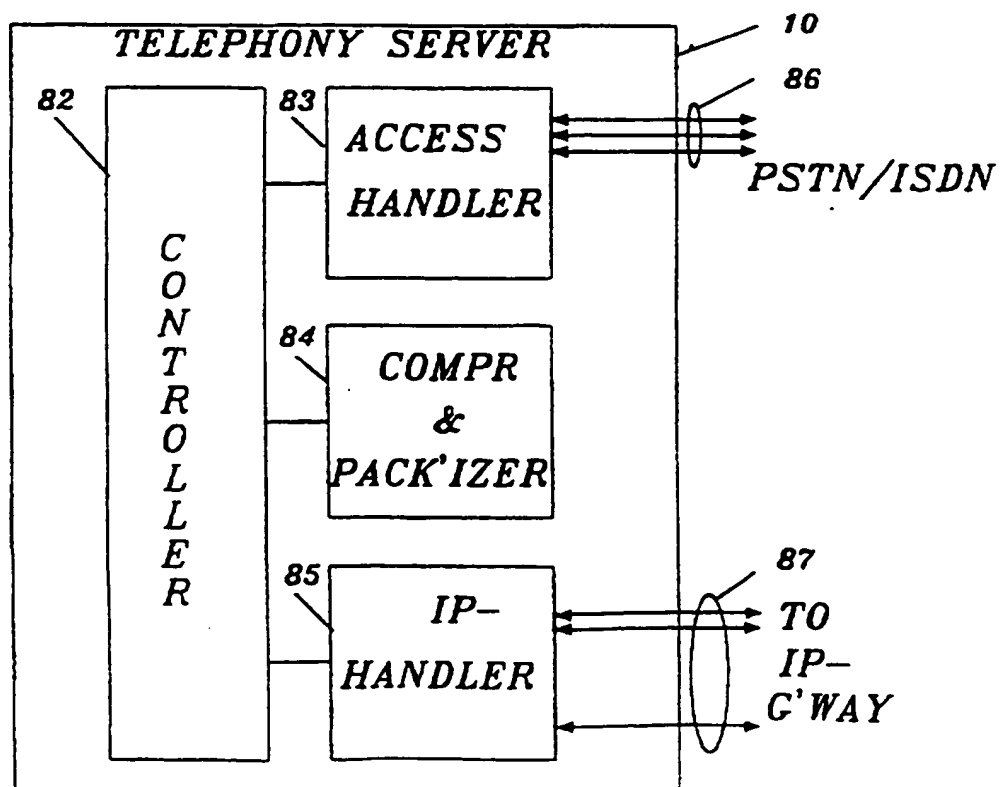 TELEPHONY SERVER
10
82
83
86
ACCESS
HANDLER
PSTN/ISDN
CONTROLLER
84
COMPR
&
PACK'IZER
85
IP-
HANDLER
87
TO
IP-
G'WAY